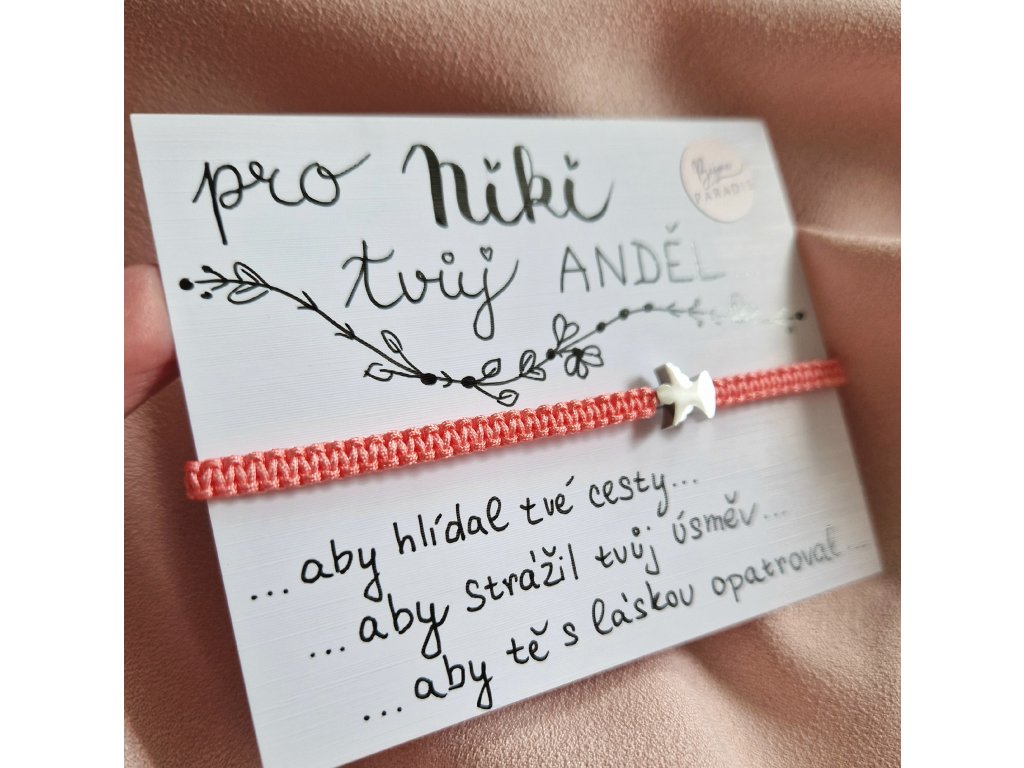 pro Niki
Bijou
PARADIS
tvůj ANDĚL
...aby hlídal tvé cesty...
...aby strážil tvůj úsměv...
...aby tě s láskou opatroval...